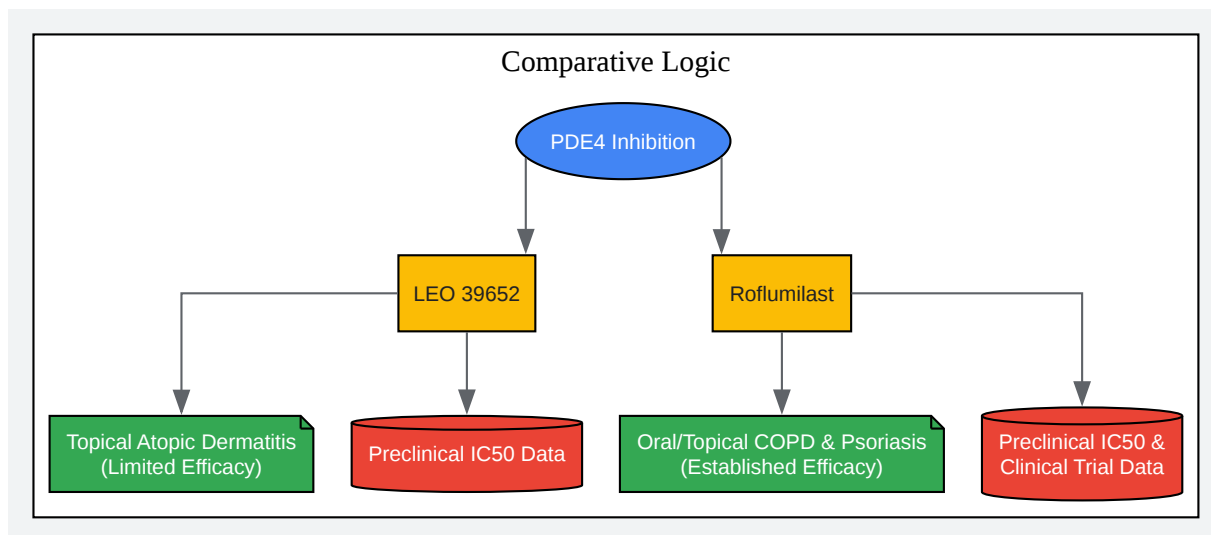 Comparative Logic
PDE4 Inhibition
LEO 39652
Roflumilast
Topical Atopic Dermatitis
(Limited Efficacy)
Preclinical IC50 Data
Oral/Topical COPD & Psoriasis
(Established Efficacy)
Preclinical IC50 &
Clinical Trial Data